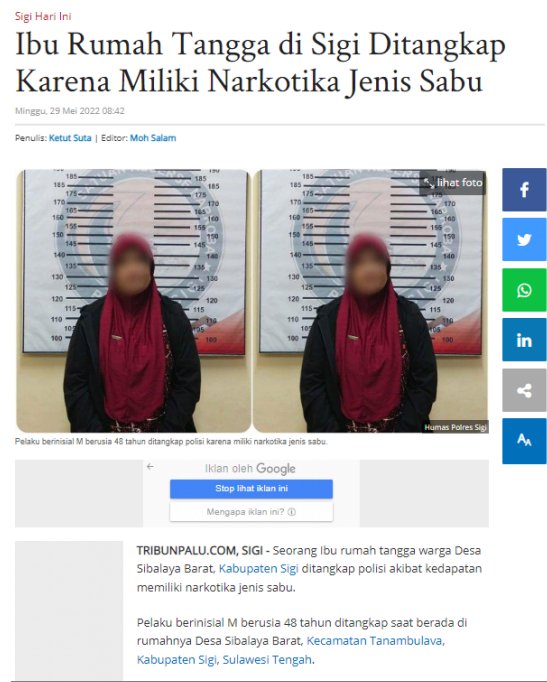 Sigi Hari Ini
Ibu Rumah Tangga di Sigi Ditangkap
Karena Miliki Narkotika Jenis Sabu
Minggu, 29 Mei 2022 08:42
Penulis: Ketut Suta | Editor: Moh Salam
lihat foto
Humas Polres Sigi
Pelaku berinisial M berusia 48 tahun ditangkap polisi karena miliki narkotika jenis sabu.
Iklan oleh Google
Stop lihat iklan ini
Mengapa iklan ini?
TRIBUNPALU.COM, SIGI - Seorang Ibu rumah tangga warga Desa
Sibalaya Barat, Kabupaten Sigi ditangkap polisi akibat kedapatan
memiliki narkotika jenis sabu.
Pelaku berinisial M berusia 48 tahun ditangkap saat berada di
rumahnya Desa Sibalaya Barat, Kecamatan Tanambulava,
Kabupaten Sigi, Sulawesi Tengah.